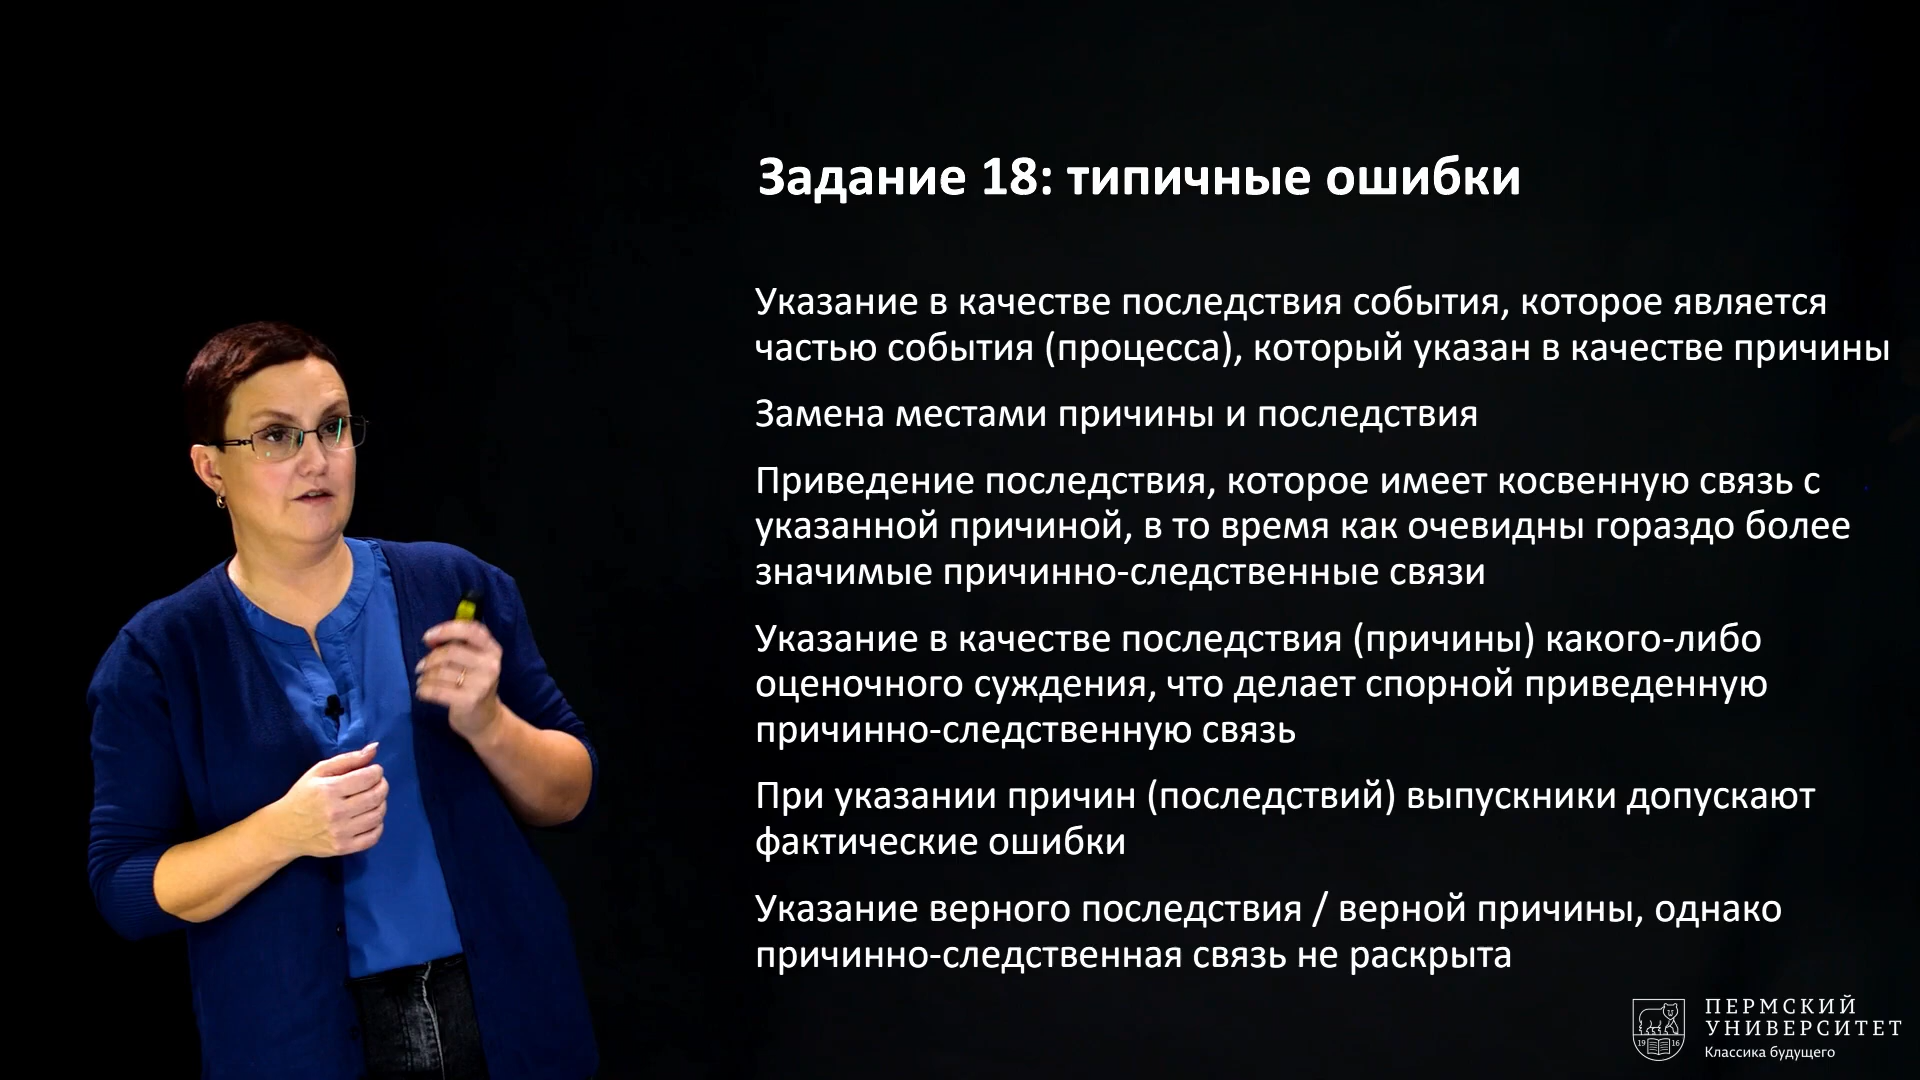 Задание 18: типичные ошибки
Указание в качестве последствия события, которое является
частью события (процесса), который указан в качестве причины
Замена местами причины и последствия
Приведение последствия, которое имеет косвенную связь с
указанной причиной, в то время как очевидны гораздо более
значимые причинно-следственные связи
Указание в качестве последствия (причины) какого-либо
оценочного суждения, что делает спорной приведенную
причинно-следственную связь
При указании причин (последствий) выпускники допускают
фактические ошибки
Указание верного последствия / верной причины, однако
причинно-следственная связь не раскрыта
19 16
ПЕРМСКИЙ
УНИВЕРСИТЕТ
Классика будущего